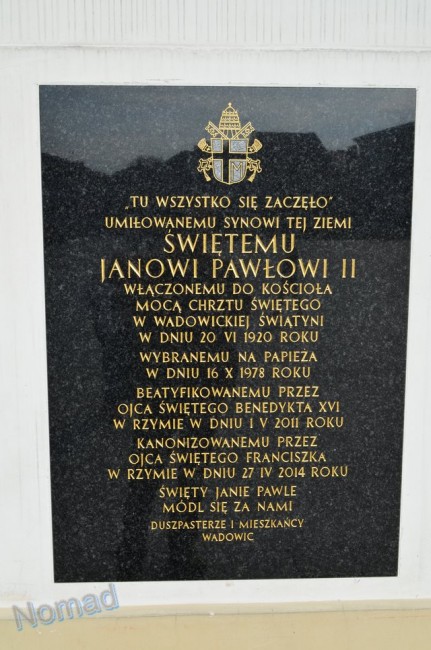 „TU WSZYSTKO SIĘ ZACZĘŁO"
UMIŁOWANEMU SYNOWI TEJ ZIEMI
ŚWIĘTEMU
JANOWI PAWŁOWI II
WŁĄCZONEMU DO KOŚCIOŁA
MOCĄ CHRZTU ŚWIĘTEGO
W WADOWICKIEJ ŚWIĄTYNI
W DNIU 20 VI 1920 ROKU
WYBRANEMU NA PAPIEŻA
W DNIU 16 X 1978 ROKU
BEATYFIKOWANEMU PRZEZ
OJCA ŚWIĘTEGO BENEDYKTA XVI
W RZYMIE W DNIU 1 V 2011 ROKU
KANONIZOWANEMU PRZEZ
OJCA ŚWIĘTEGO FRANCISZKA
W RZYMIE W DNIU 27 IV 2014 ROKU
ŚWIĘTY JANIE PAWLE
MÓDL SIĘ ZA NAMI
DUSZPASTERZE I MIESZKAŃCY
WADOWIC
Nomad